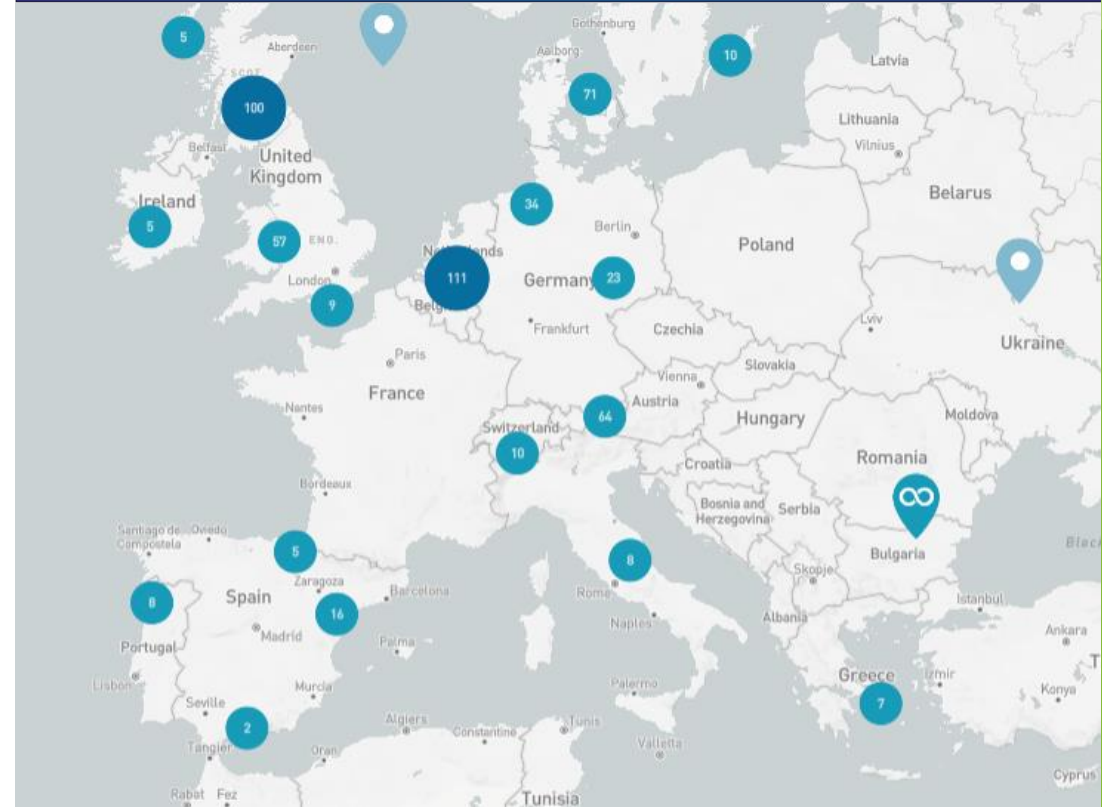 Gothenburg
5
Aberdeen
Aalborg
10
Latvia
SCOT.
71
100
Lithuania
Belfast
Vilnius
United
Kingdom
Belarus
Ireland
34
5
Berlin
57
ENG.
Poland
111
Germany
23
London
9
Lviv
Frankfurt
Czechia
Ukraine
Paris
Slovakia
Vienna
France
Austria
Nantes
64
Hungary
Moldova
Switzerland
10
Croatia
Romania
Bordeaux
Bosnia and
Herzegovina
Serbia
Santiago de
Compostela
Oviedo
5
Bulgaria
8
Skopje
Zaragoza
Barcelona
Rome
Spain
8
16
Istanbul
Naples
Albania
Madrid
Palma
Ankara
Portugal
Lisbon
Murcia
Palermo
Greece
Izmir
Konya
Seville
7
2
Algiers
Constantine
Tunis
Tangier
Oran
Valletta
Cyprus
Rabat
Fez
Tunisia